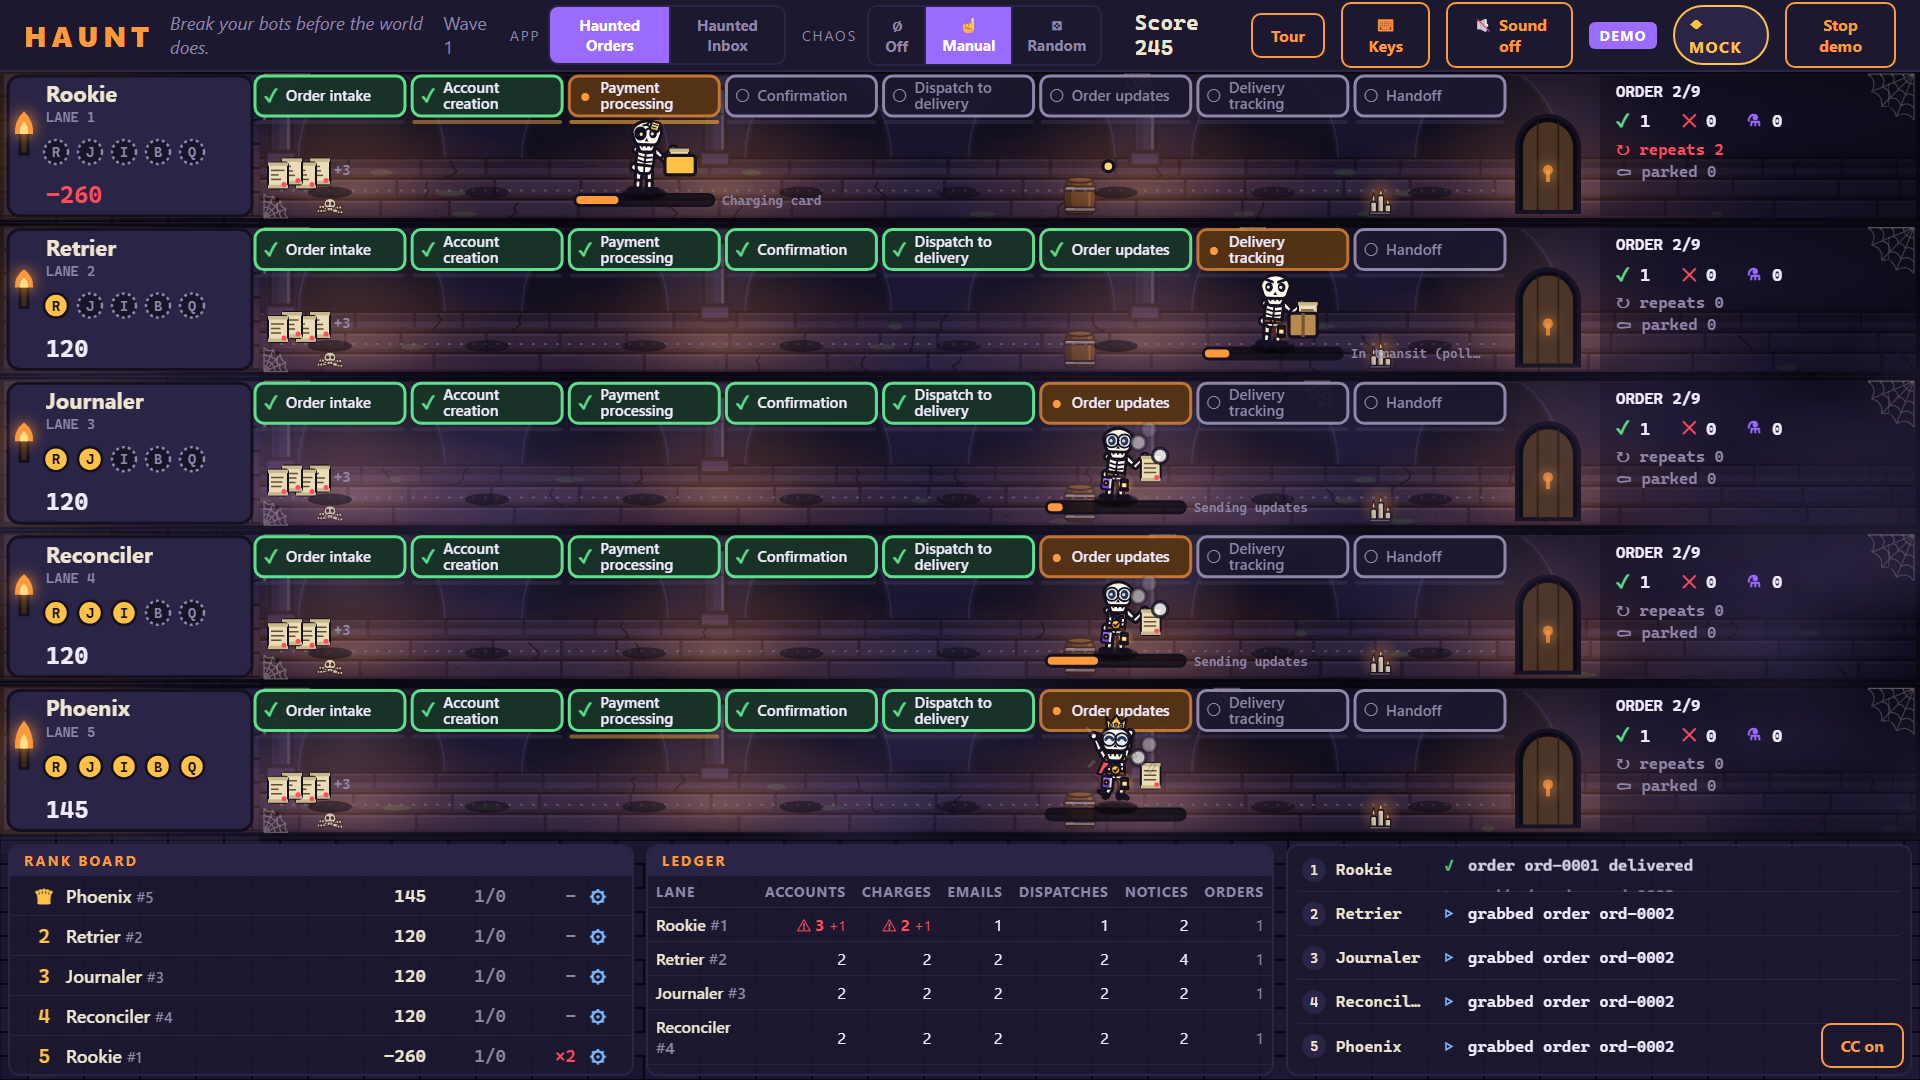 HAUNT
Break your bots before the world does.
Wave 1
APP
Haunted Orders
Haunted Inbox
CHAOS
Off
Manual
Random
Score 245
Tour
Keys
Sound off
DEMO
MOCK
Stop demo
Rookie
LANE 1
R J I B Q
−260
Order intake
Account creation
Payment processing
Confirmation
Dispatch to delivery
Order updates
Delivery tracking
Handoff
+3
Charging card
ORDER 2/9
1 0 0
repeats 2
parked 0
Retrier
LANE 2
R J I B Q
120
Order intake
Account creation
Payment processing
Confirmation
Dispatch to delivery
Order updates
Delivery tracking
Handoff
+3
In transit (poll…
ORDER 2/9
1 0 0
repeats 0
parked 0
Journaler
LANE 3
R J I B Q
120
Order intake
Account creation
Payment processing
Confirmation
Dispatch to delivery
Order updates
Delivery tracking
Handoff
+3
Sending updates
ORDER 2/9
1 0 0
repeats 0
parked 0
Reconciler
LANE 4
R J I B Q
120
Order intake
Account creation
Payment processing
Confirmation
Dispatch to delivery
Order updates
Delivery tracking
Handoff
+3
Sending updates
ORDER 2/9
1 0 0
repeats 0
parked 0
Phoenix
LANE 5
R J I B Q
145
Order intake
Account creation
Payment processing
Confirmation
Dispatch to delivery
Order updates
Delivery tracking
Handoff
+3
ORDER 2/9
1 0 0
repeats 0
parked 0
RANK BOARD
Phoenix #5 145 1/0 –
2 Retrier #2 120 1/0 –
3 Journaler #3 120 1/0 –
4 Reconciler #4 120 1/0 –
5 Rookie #1 −260 1/0 ×2
LEDGER
LANE ACCOUNTS CHARGES EMAILS DISPATCHES NOTICES ORDERS
Rookie #1 ⚠ 3 +1 ⚠ 2 +1 1 1 2 1
Retrier #2 2 2 2 2 4 1
Journaler #3 2 2 2 2 2 1
Reconciler #4 2 2 2 2 2 1
1 Rookie ✓ order ord-0001 delivered
2 Retrier grabbed order ord-0002
3 Journaler grabbed order ord-0002
4 Reconcil… grabbed order ord-0002
5 Phoenix grabbed order ord-0002
CC on